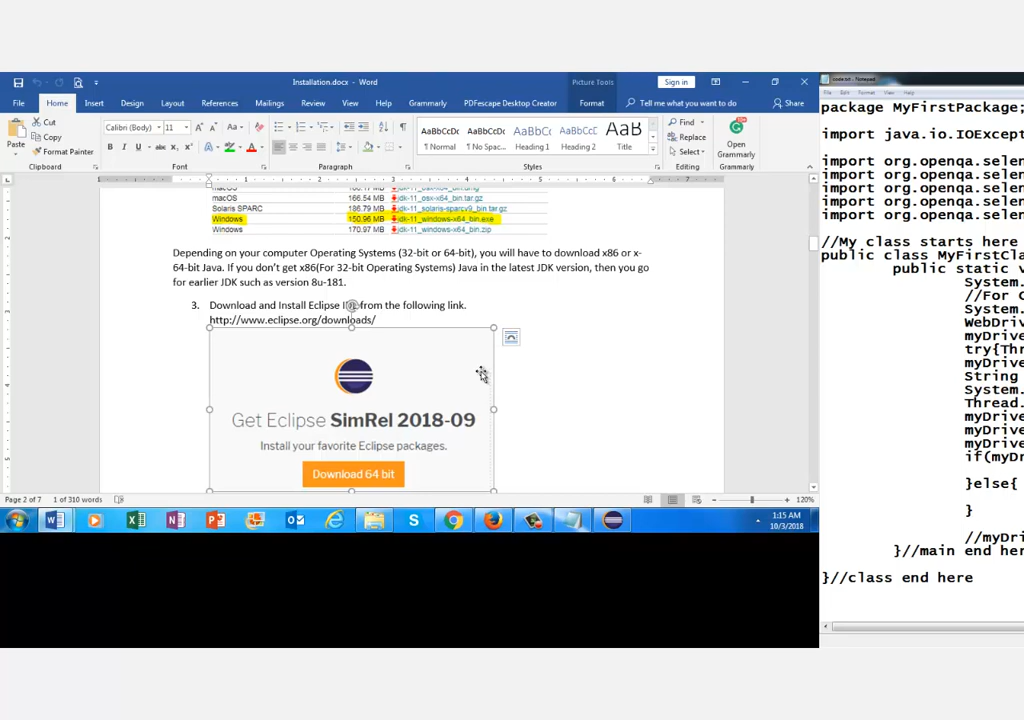 Installation.docx - Word
Picture Tools
Sign in
File
Home
Insert
Design
Layout
References
Mailings
Review
View
Help
Grammarly
PDFescape Desktop Creator
Format
Tell me what you want to do
Share
Paste
Cut
Copy
Format Painter
Clipboard
Calibri (Body)
11
Font
Paragraph
AaBbCcDc
¶ Normal
AaBbCcDc
¶ No Spac...
AaBbCc
Heading 1
AaBbCcD
Heading 2
AaB
Title
Styles
Find
Replace
Select
Editing
Open
Grammarly
Grammarly
macOS 166.54 MB jdk-11_osx-x64_bin.tar.gz
Solaris SPARC 186.79 MB jdk-11_solaris-sparcv9_bin.tar.gz
Windows 150.96 MB jdk-11_windows-x64_bin.exe
Windows 170.97 MB jdk-11_windows-x64_bin.zip
Depending on your computer Operating Systems (32-bit or 64-bit), you will have to download x86 or x-
64-bit Java. If you don't get x86(For 32-bit Operating Systems) Java in the latest JDK version, then you go
for earlier JDK such as version 8u-181.
3. Download and Install Eclipse from the following link.
http://www.eclipse.org/downloads/
Get Eclipse SimRel 2018-09
Install your favorite Eclipse packages.
Download 64 bit
Page 2 of 7 1 of 310 words
120%
1:15 AM
10/3/2018
package MyFirstPackage;
import java.io.IOExcept
import org.openqa.selen
import org.openqa.selen
import org.openqa.selen
import org.openqa.selen
import org.openqa.selen
//My class starts here
public class MyFirstCla
public static v
System.
//For C
System.
WebDriv
myDrive
try{Thr
myDrive
String
System.
Thread.
myDrive
myDrive
myDrive
if(myDr
}else{
}
//myDri
}//main end her
}//class end here